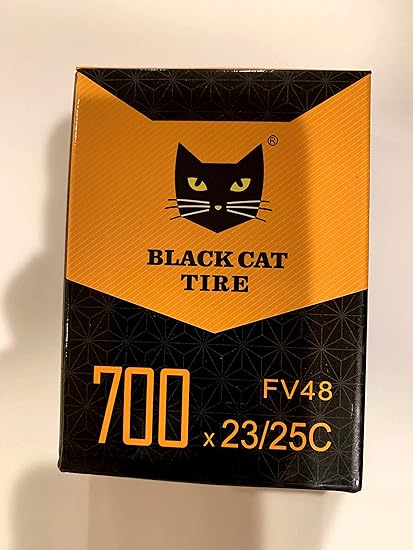 ®
BLACK CAT
TIRE
FV48
700 x 23/25C